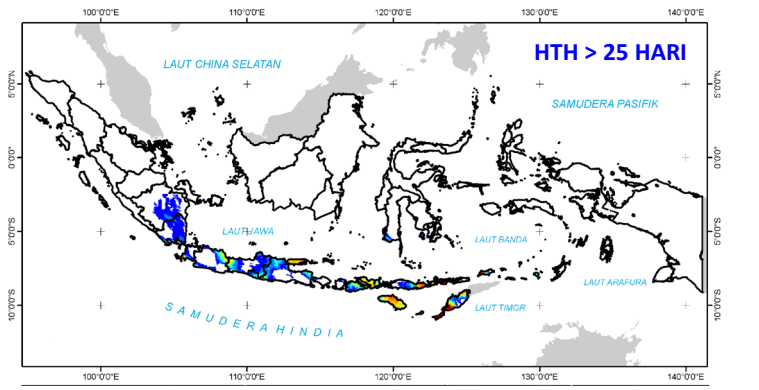 100°0'0"E 110°0'0"E 120°0'0"E 130°0'0"E 140°0'0"E
HTH > 25 HARI
LAUT CHINA SELATAN
5°0'0"N 5°0'0"N
SAMUDERA PASIFIK
0°0'0" 0°0'0"
5°0'0"S LAUT JAWA LAUT BANDA 5°0'0"S
LAUT ARAFURA
10°0'0"S SAMUDERA HINDIA LAUT TIMOR 10°0'0"S
100°0'0"E 110°0'0"E 120°0'0"E 130°0'0"E 140°0'0"E